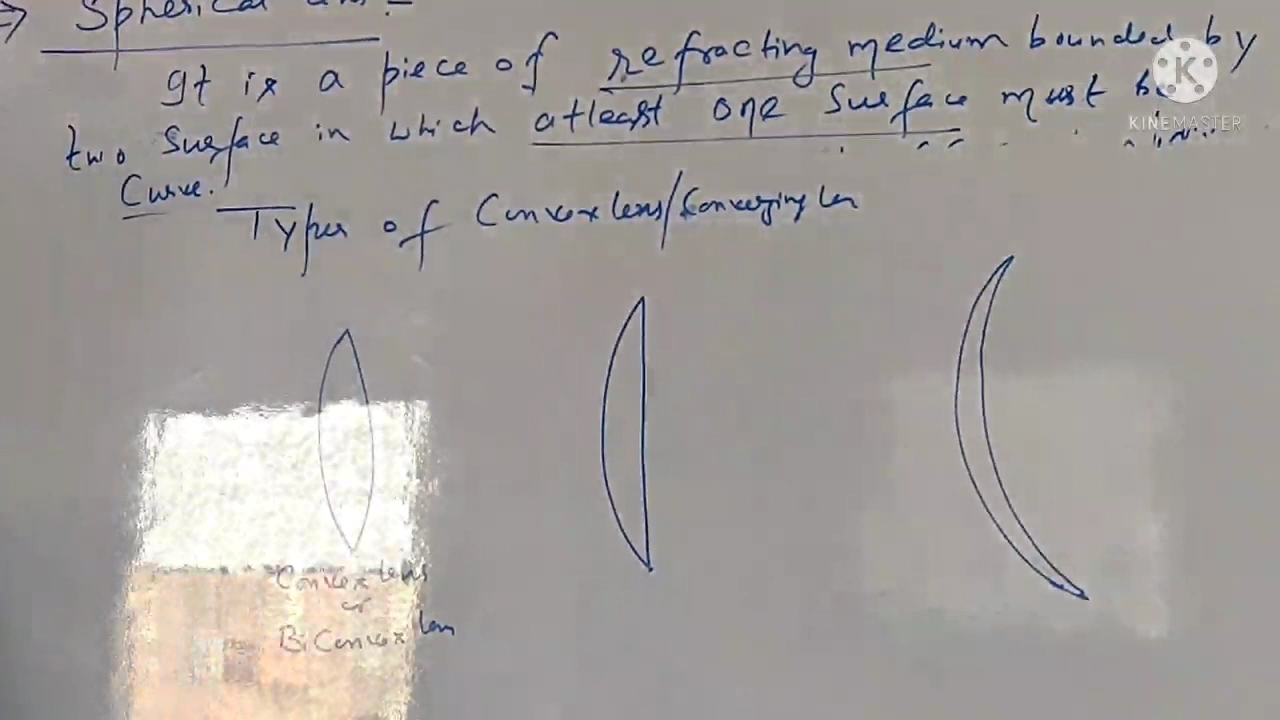 ⇒ Spherical
It is a piece of refracting medium bounded by
two Surface in which atleast one Surface must be
Curve.
Types of Convex lens/Converging len
Convex lens
or
BiConvex len
K
KINEMASTER